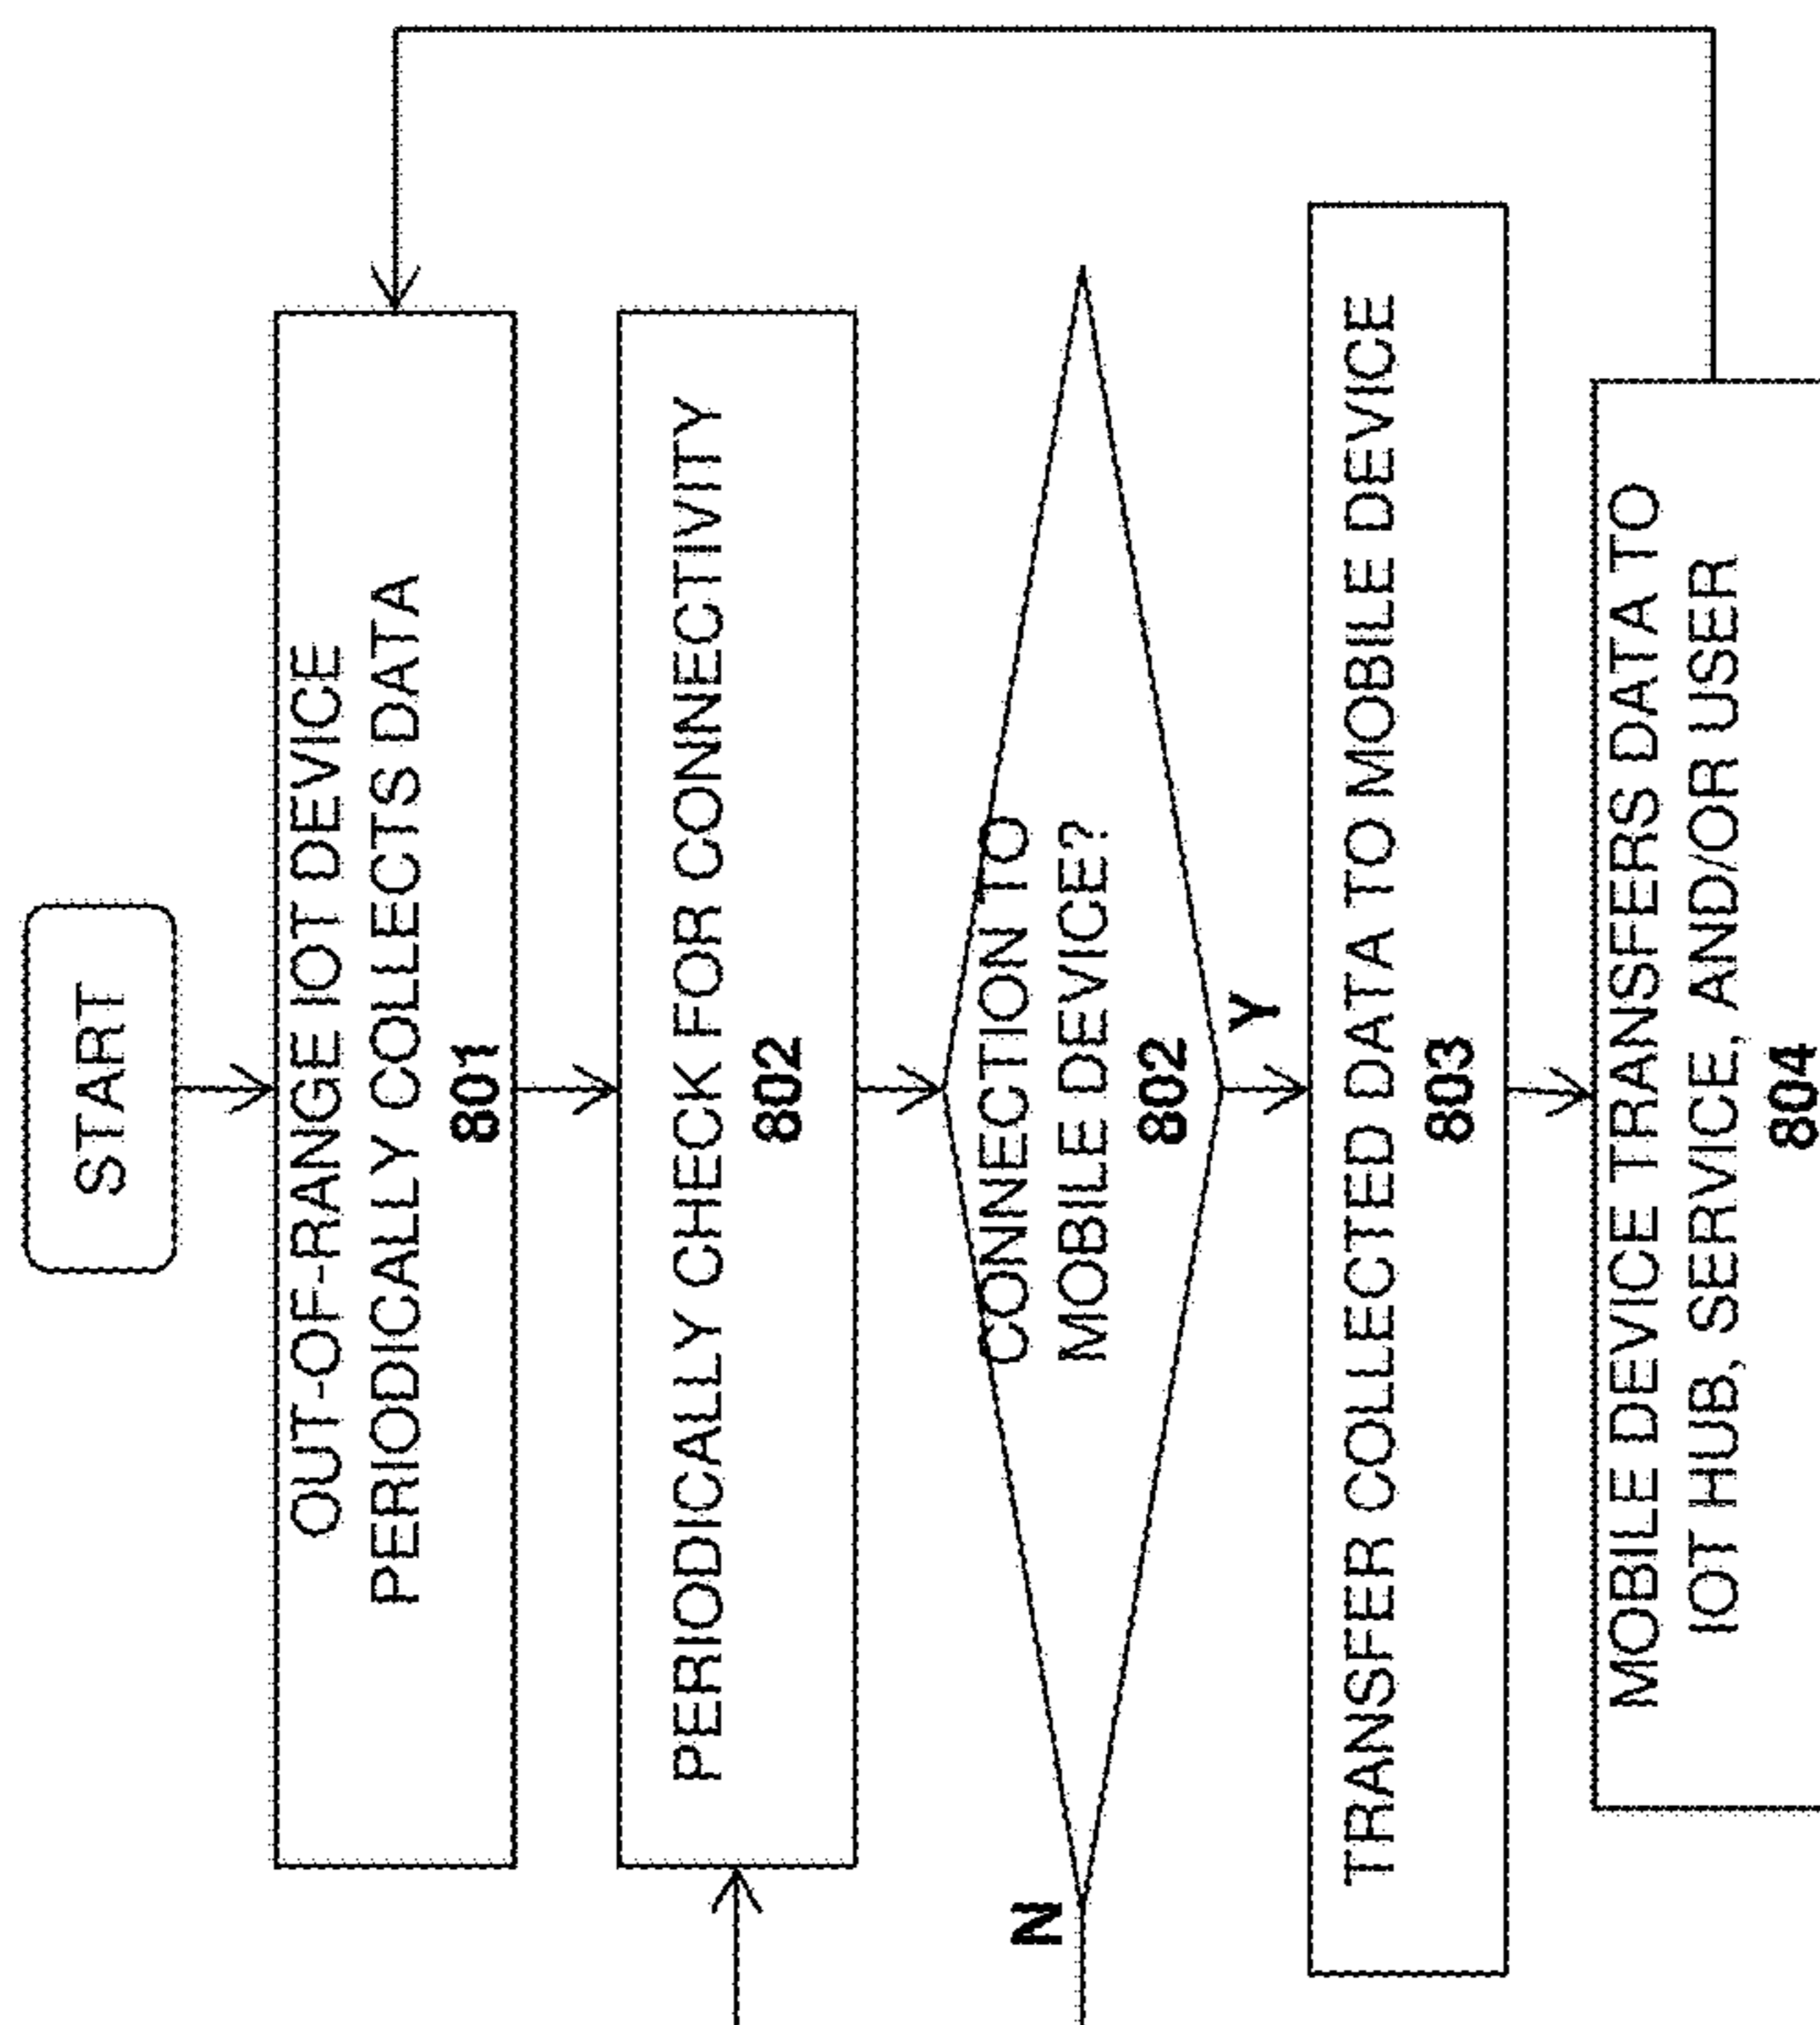 START
OUT-OF-RANGE IOT DEVICE
PERIODICALLY COLLECTS DATA
801
PERIODICALLY CHECK FOR CONNECTIVITY
802
CONNECTION TO
MOBILE DEVICE?
802
N
Y
TRANSFER COLLECTED DATA TO MOBILE DEVICE
803
MOBILE DEVICE TRANSFERS DATA TO
IOT HUB, SERVICE, AND/OR USER
804